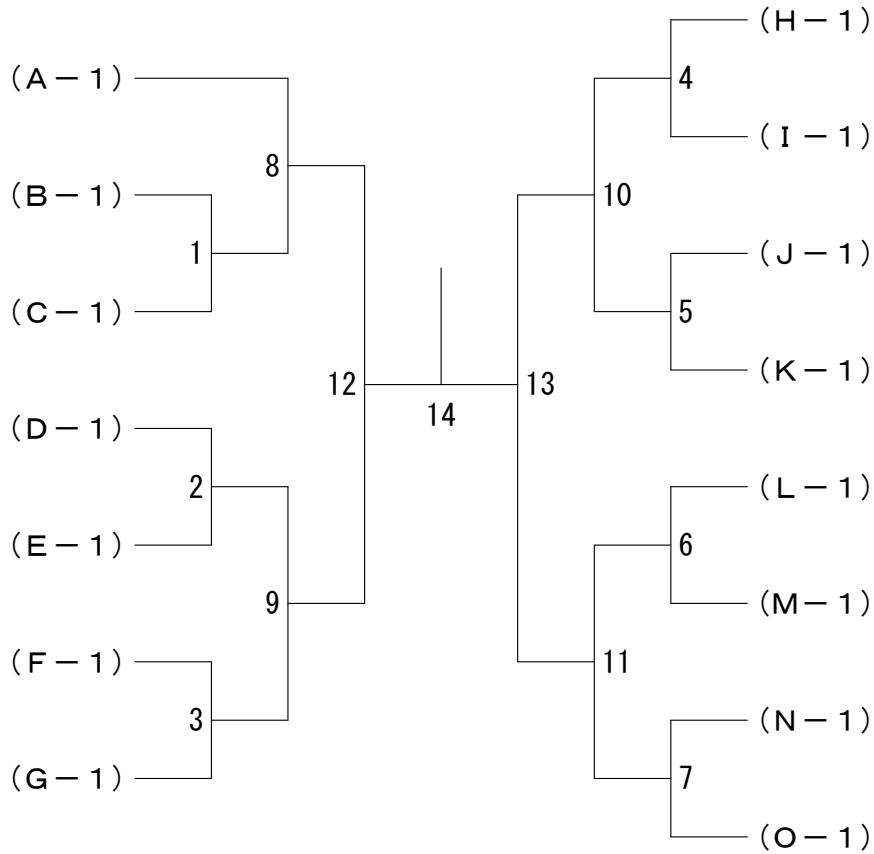 (A－1)
(B－1)
(C－1)
(D－1)
(E－1)
(F－1)
(G－1)
1
2
3
8
9
12
14
13
10
11
4
5
6
7
(H－1)
(I－1)
(J－1)
(K－1)
(L－1)
(M－1)
(N－1)
(O－1)